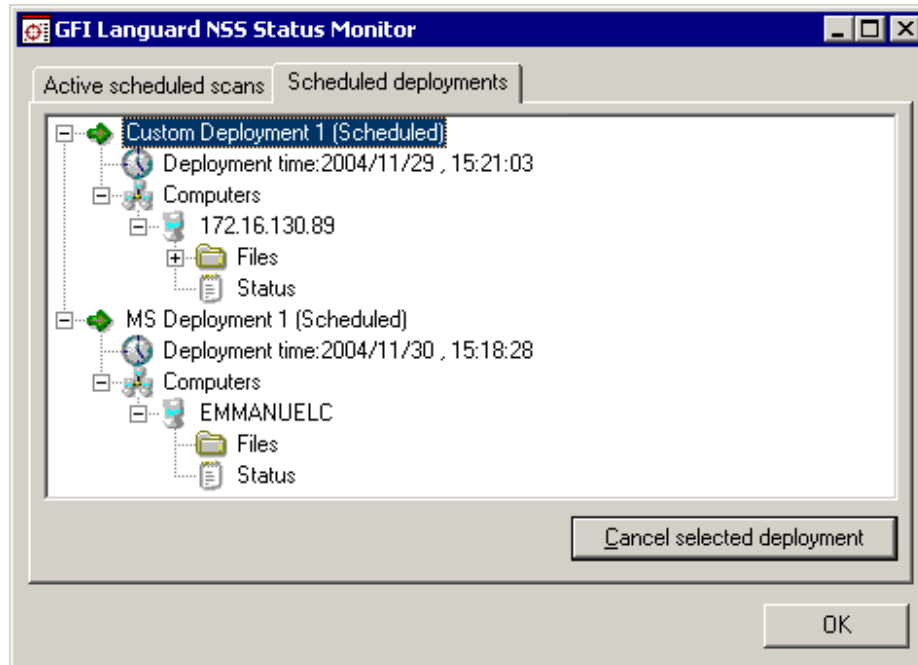 GFI Languard NSS Status Monitor
Active scheduled scans
Scheduled deployments
Custom Deployment 1 (Scheduled)
Deployment time:2004/11/29 , 15:21:03
Computers
172.16.130.89
Files
Status
MS Deployment 1 (Scheduled)
Deployment time:2004/11/30 , 15:18:28
Computers
EMMANUELC
Files
Status
Cancel selected deployment
OK